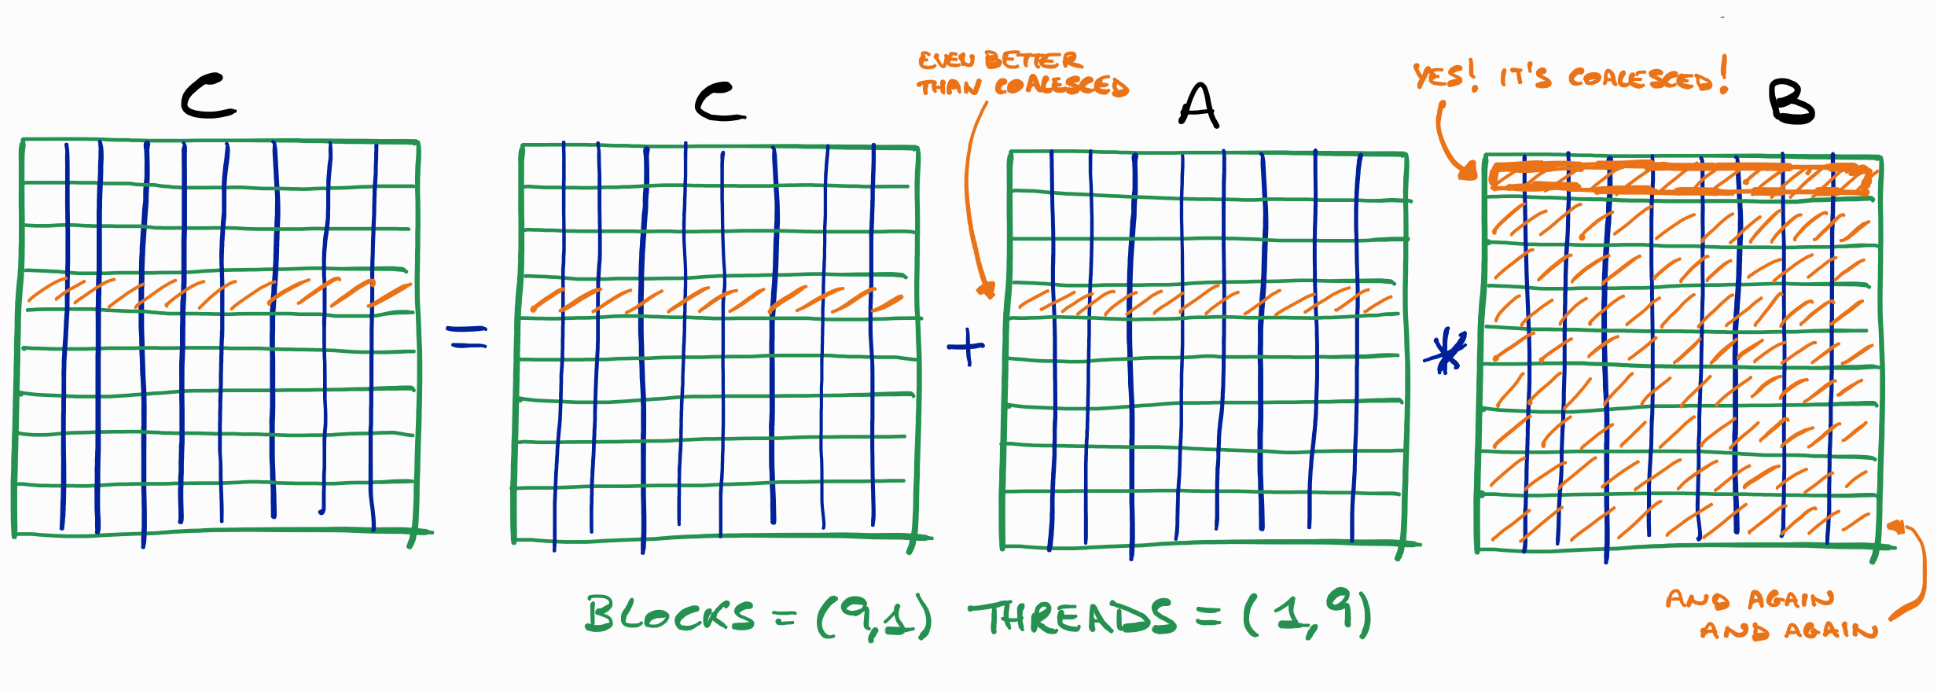 C
=
C
EVEN BETTER
THAN COALESCED
+
A
*
YES! IT'S COALESCED!
B
AND AGAIN
AND AGAIN
BLOCKS = (9,1) THREADS = (1,9)